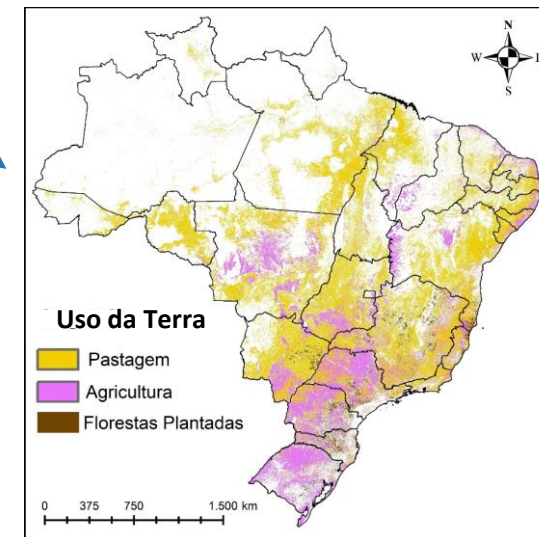 N
W E
S
Uso da Terra
Pastagem
Agricultura
Florestas Plantadas
0 375 750 1.500 km